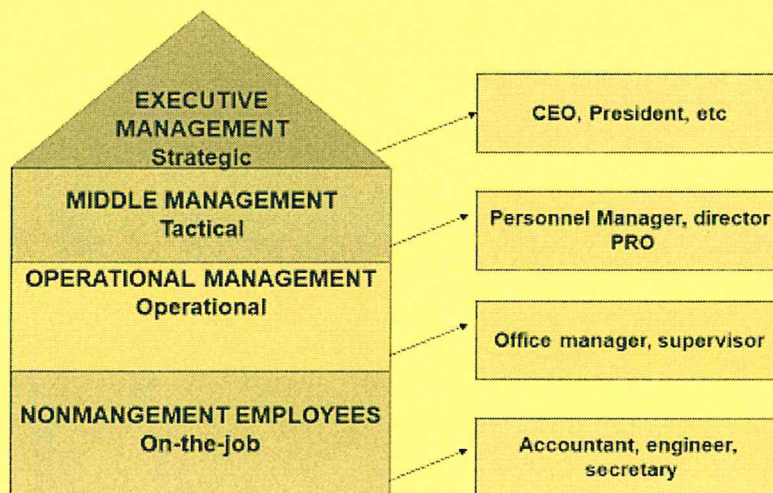 EXECUTIVE
MANAGEMENT
Strategic
CEO, President, etc
MIDDLE MANAGEMENT
Tactical
Personnel Manager, director
PRO
OPERATIONAL MANAGEMENT
Operational
Office manager, supervisor
NONMANGEMENT EMPLOYEES
On-the-job
Accountant, engineer,
secretary